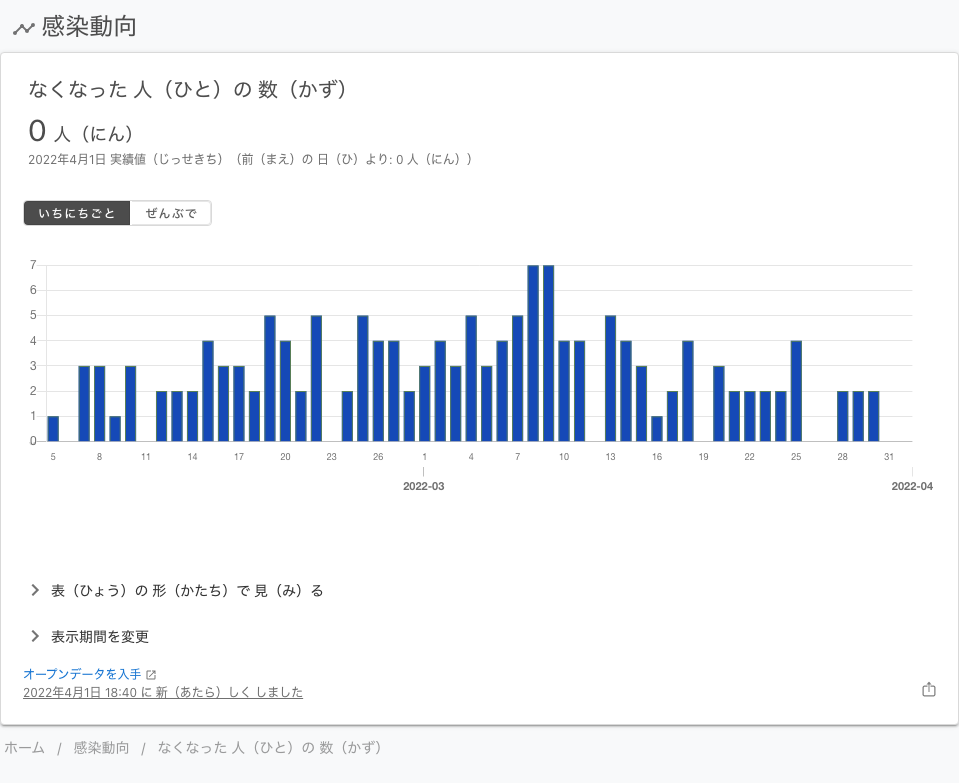 感染動向
なくなった 人（ひと）の 数（かず）
0 人（にん）
2022年4月1日 実績値（じっせきち）（前（まえ）の 日（ひ）より: 0 人（にん））
いちにちごと ぜんぶで
7
6
5
4
3
2
1
0
5 8 11 14 17 20 23 26 1 4 7 10 13 16 19 22 25 28 31
2022-03 2022-04
表（ひょう）の 形（かたち）で 見（み）る
表示期間を変更
オープンデータを入手
2022年4月1日 18:40 に 新（あたら）しく しました
ホーム / 感染動向 / なくなった 人（ひと）の 数（かず）